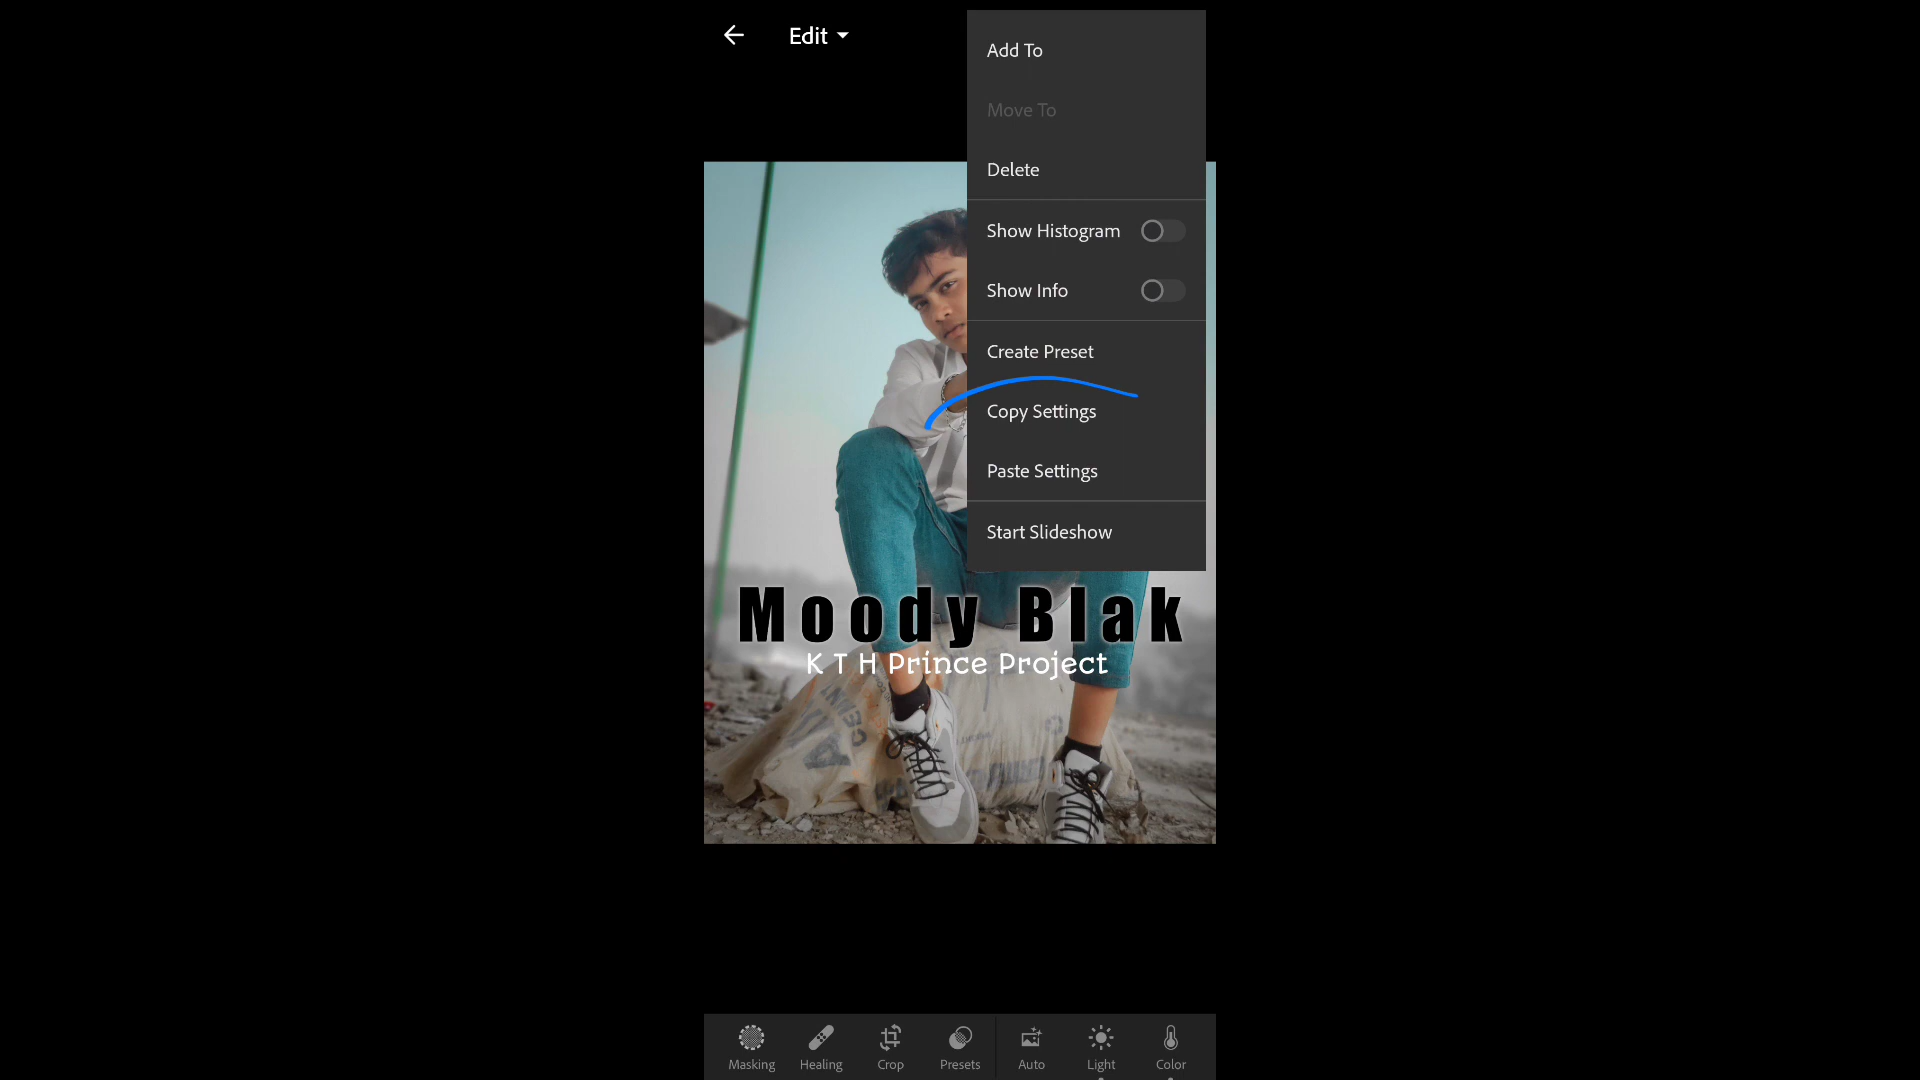 Edit
Add To
Move To
Delete
Show Histogram
Show Info
Create Preset
Copy Settings
Paste Settings
Start Slideshow
Moody Blak
K T H Prince Project
Masking
Healing
Crop
Presets
Auto
Light
Color